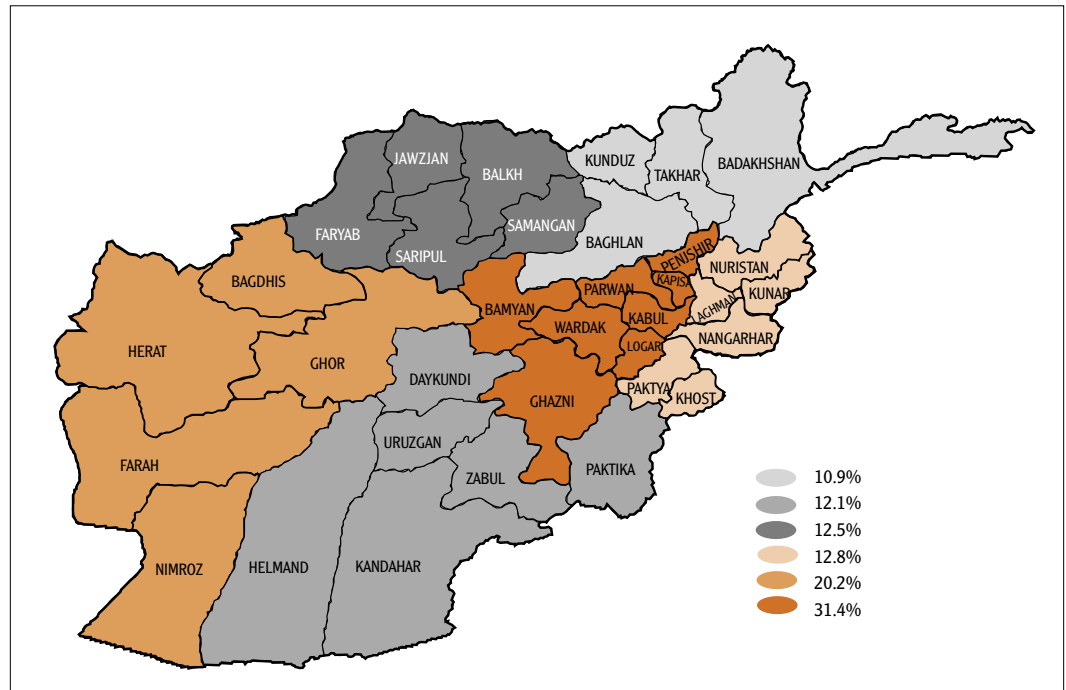 JAWZJAN
BALKH
KUNDUZ
TAKHAR
BADAKHSHAN
FARYAB
SARIPUL
SAMANGAN
BAGHLAN
PENJSHIR
NURISTAN
BAGDHIS
KAPISA
PARWAN
KUNAR
BAMYAN
LAGHMAN
KABUL
WARDAK
NANGARHAR
HERAT
GHOR
LOGAR
DAYKUNDI
PAKTYA
KHOST
GHAZNI
URUZGAN
FARAH
ZABUL
PAKTIKA
NIMROZ
HELMAND
KANDAHAR
10.9%
12.1%
12.5%
12.8%
20.2%
31.4%